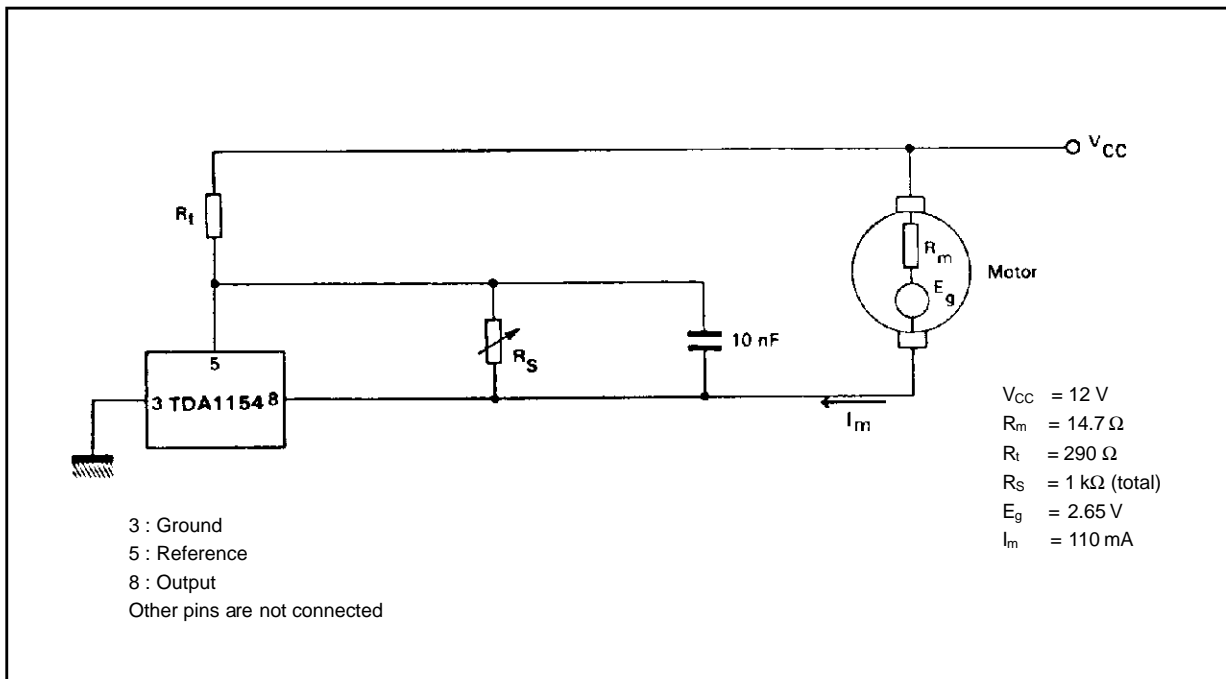 V_CC
R_t
R_m
Motor
E_g
5
R_S
10 nF
3 TDA1154 8
I_m
V_CC = 12 V
R_m = 14.7 Ω
R_t = 290 Ω
R_S = 1 kΩ (total)
E_g = 2.65 V
I_m = 110 mA
3 : Ground
5 : Reference
8 : Output
Other pins are not connected